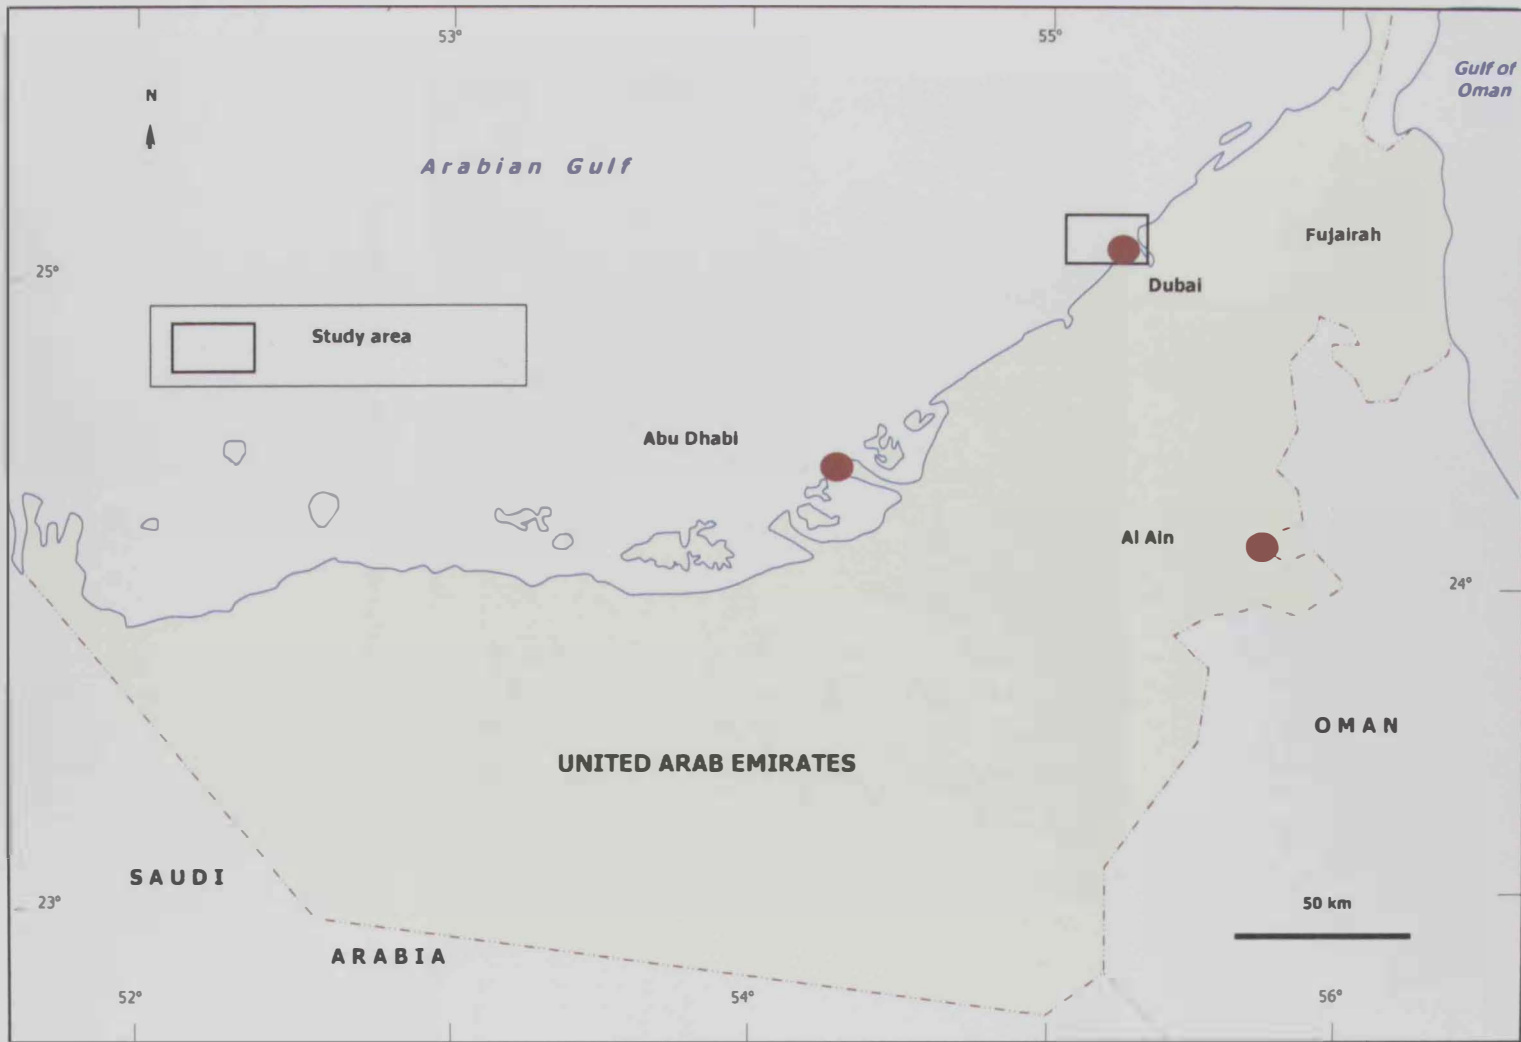 53°
55°
Gulf of
Oman
N
Arabian Gulf
Fujairah
25°
Dubai
Study area
Abu Dhabi
Al Ain
24°
OMAN
UNITED ARAB EMIRATES
SAUDI
23°
50 km
ARABIA
52°
54°
56°